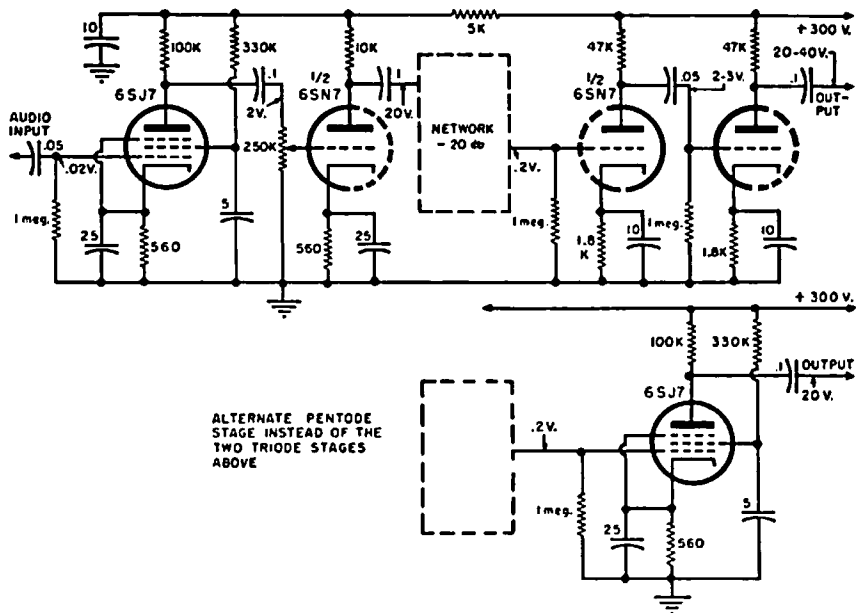 10
100K
330K
1/2
10K
5K
47K
47K
+300 V.
20-40V.
6SJ7
.1
2V.
6SN7
.1
20V.
1/2
6SN7
.05
2-3V.
.1
OUT-
PUT
AUDIO
INPUT
.05
.02V.
250K
NETWORK
- 20 db
.2V.
1 meg.
25
560
5
560
25
1 meg.
1.8
K
10
1 meg.
1.8K
10
+ 300 V.
100K
330K
6SJ7
.1
OUTPUT
20 V.
ALTERNATE PENTODE
STAGE INSTEAD OF THE
TWO TRIODE STAGES
ABOVE
.2V.
1 meg.
25
560
5